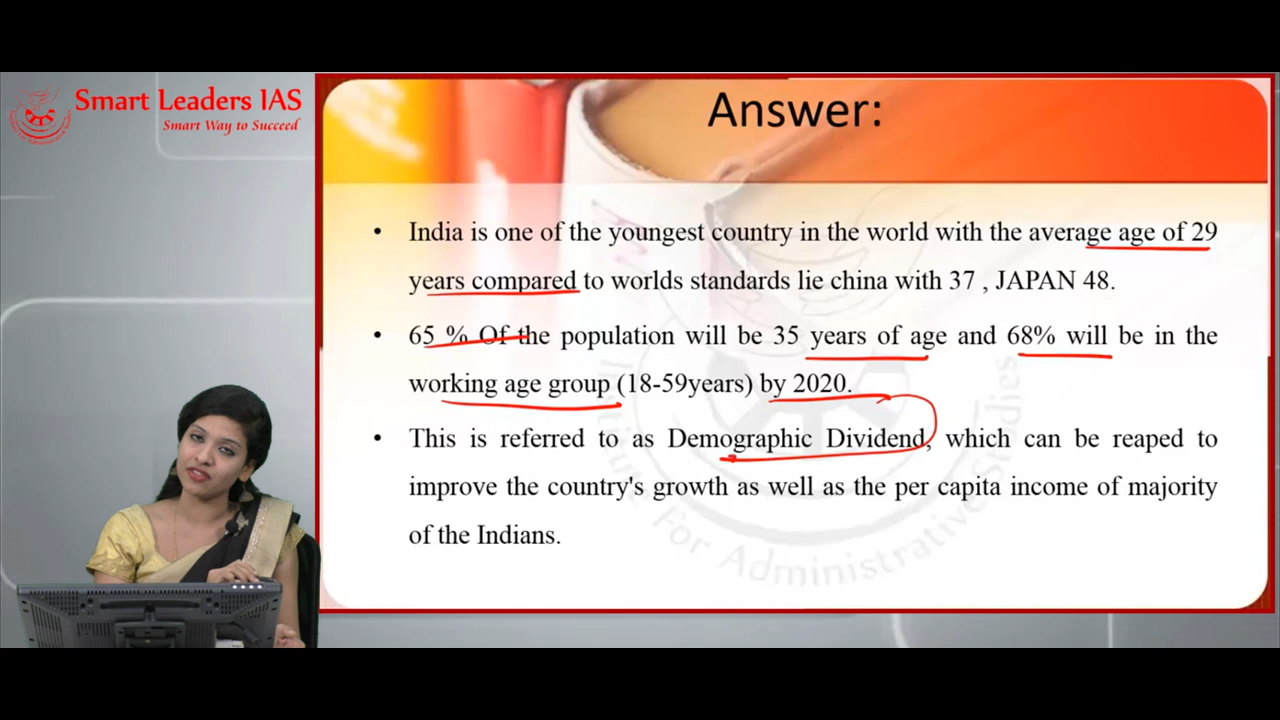 Smart Leaders IAS
Smart Way to Succeed
Answer:
• India is one of the youngest country in the world with the average age of 29
years compared to worlds standards lie china with 37 , JAPAN 48.
• 65 % Of the population will be 35 years of age and 68% will be in the
working age group (18-59years) by 2020.
• This is referred to as Demographic Dividend, which can be reaped to
improve the country's growth as well as the per capita income of majority
of the Indians.
Institute For Administrative Studies